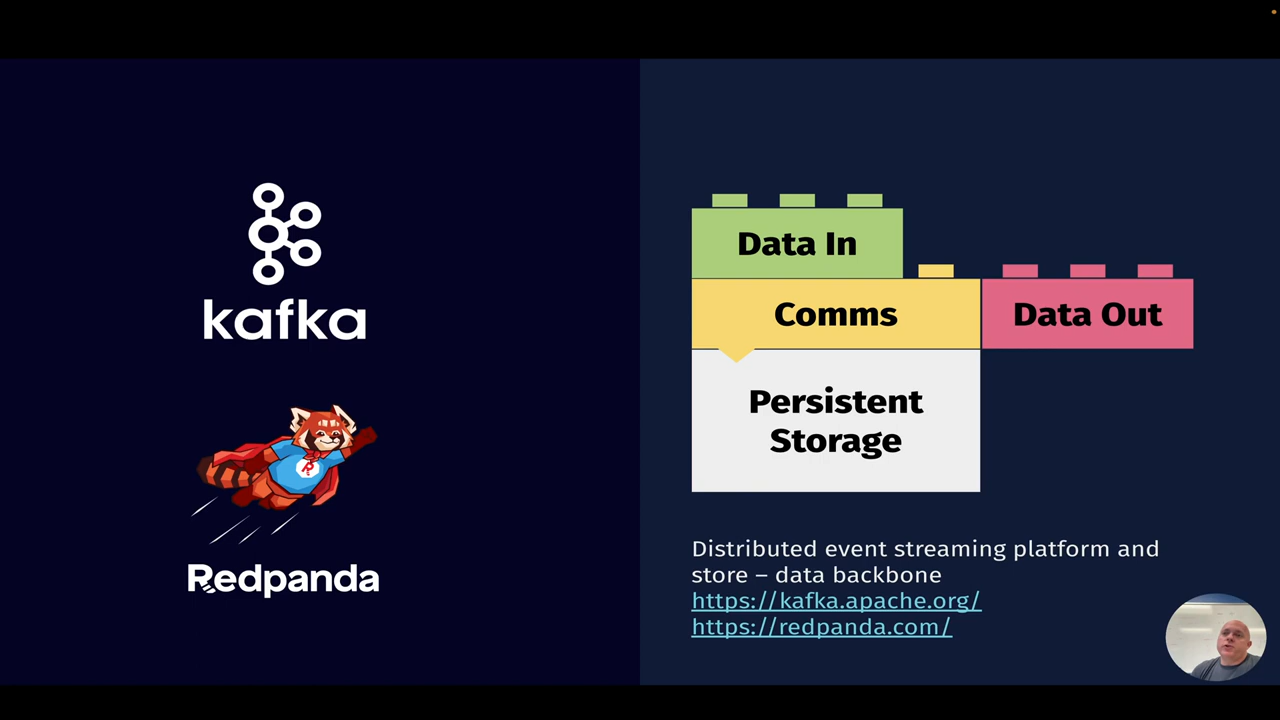 kafka
R
Redpanda
Data In
Comms
Data Out
Persistent
Storage
Distributed event streaming platform and
store – data backbone
https://kafka.apache.org/
https://redpanda.com/